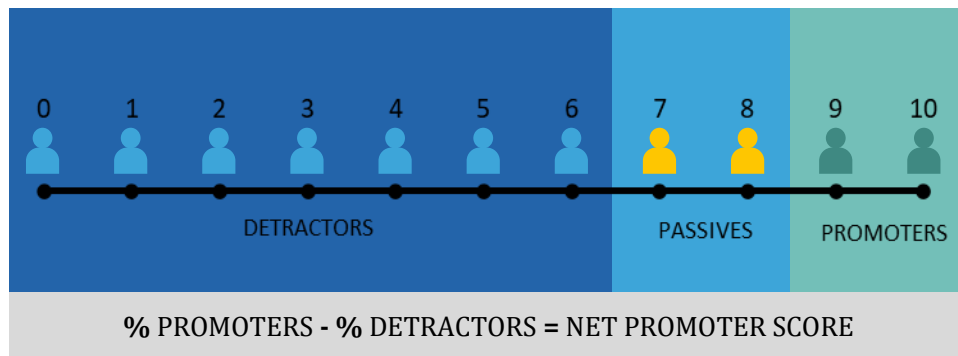 0 1 2 3 4 5 6 7 8 9 10
DETRACTORS PASSIVES PROMOTERS
% PROMOTERS - % DETRACTORS = NET PROMOTER SCORE